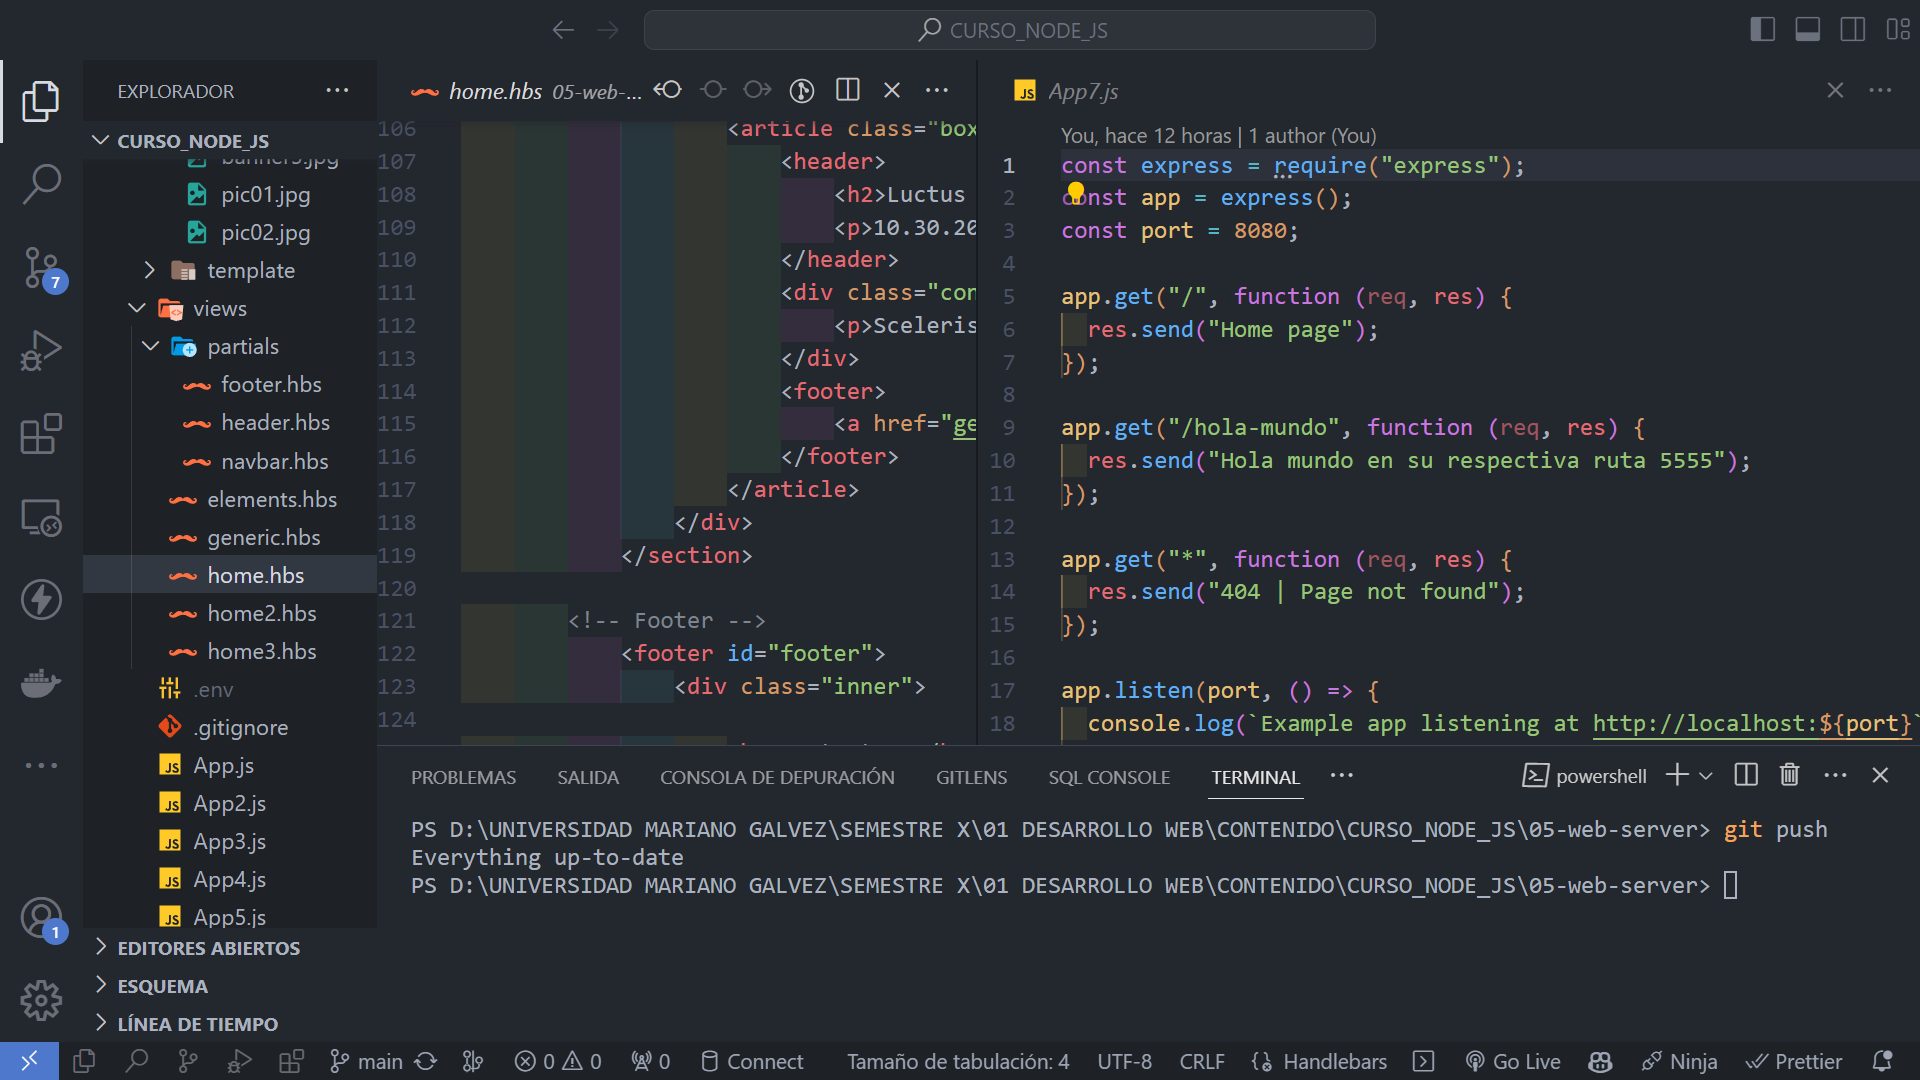 CURSO_NODE_JS
EXPLORADOR
CURSO_NODE_JS
pic01.jpg
pic02.jpg
template
views
partials
footer.hbs
header.hbs
navbar.hbs
elements.hbs
generic.hbs
home.hbs
home2.hbs
home3.hbs
.env
.gitignore
JS App.js
JS App2.js
JS App3.js
JS App4.js
JS App5.js
EDITORES ABIERTOS
ESQUEMA
LÍNEA DE TIEMPO
7
1
home.hbs 05-web-...
106 <article class="box
107 <header>
108 <h2>Luctus
109 <p>10.30.20
110 </header>
111 <div class="con
112 <p>Sceleris
113 </div>
114 <footer>
115 <a href="ge
116 </footer>
117 </article>
118 </div>
119 </section>
120
121 <!-- Footer -->
122 <footer id="footer">
123 <div class="inner">
124
JS App7.js
You, hace 12 horas | 1 author (You)
1 const express = require("express");
2 const app = express();
3 const port = 8080;
4
5 app.get("/", function (req, res) {
6 res.send("Home page");
7 });
8
9 app.get("/hola-mundo", function (req, res) {
10 res.send("Hola mundo en su respectiva ruta 5555");
11 });
12
13 app.get("*", function (req, res) {
14 res.send("404 | Page not found");
15 });
16
17 app.listen(port, () => {
18 console.log(`Example app listening at http://localhost:${port}`
PROBLEMAS SALIDA CONSOLA DE DEPURACIÓN GITLENS SQL CONSOLE TERMINAL powershell
PS D:\UNIVERSIDAD MARIANO GALVEZ\SEMESTRE X\01 DESARROLLO WEB\CONTENIDO\CURSO_NODE_JS\05-web-server> git push
Everything up-to-date
PS D:\UNIVERSIDAD MARIANO GALVEZ\SEMESTRE X\01 DESARROLLO WEB\CONTENIDO\CURSO_NODE_JS\05-web-server>
main 0 0 0 Connect Tamaño de tabulación: 4 UTF-8 CRLF Handlebars Go Live Ninja Prettier